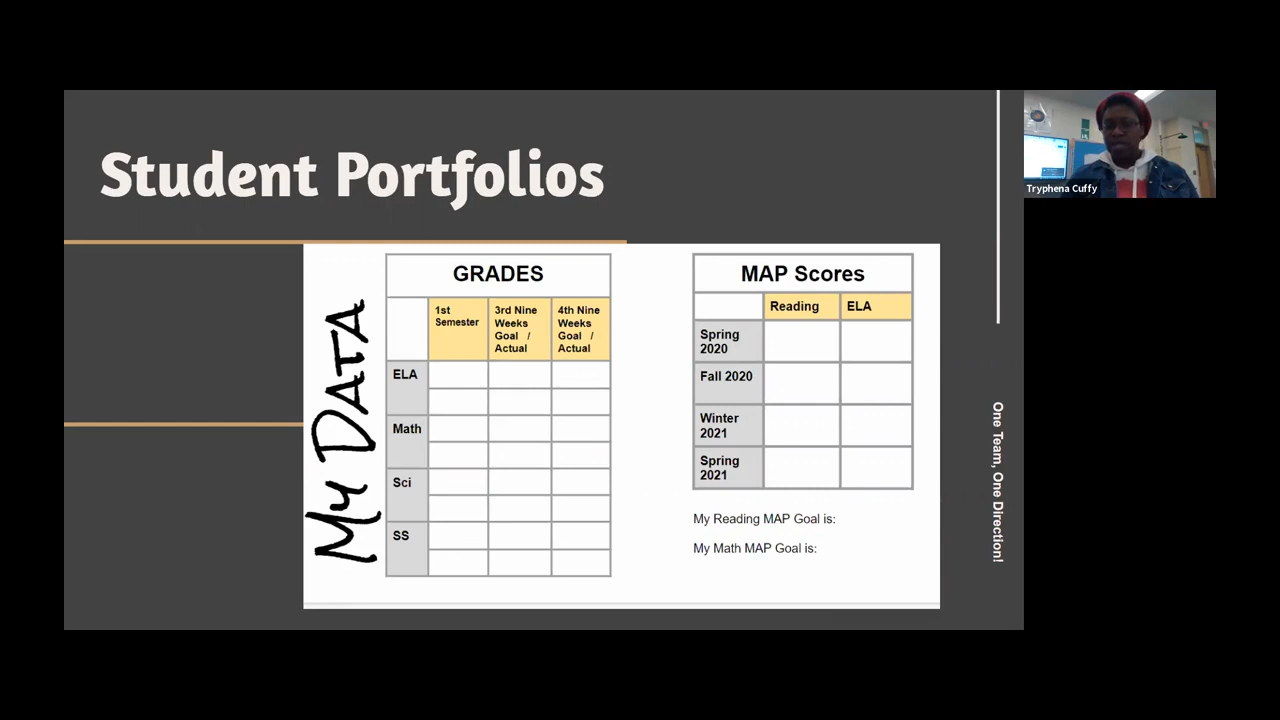 Student Portfolios
My DATA
GRADES
1st
Semester
3rd Nine
Weeks
Goal /
Actual
4th Nine
Weeks
Goal /
Actual
ELA
Math
Sci
SS
MAP Scores
Reading
ELA
Spring
2020
Fall 2020
Winter
2021
Spring
2021
My Reading MAP Goal is:
My Math MAP Goal is:
One Team, One Direction!
Tryphena Cuffy